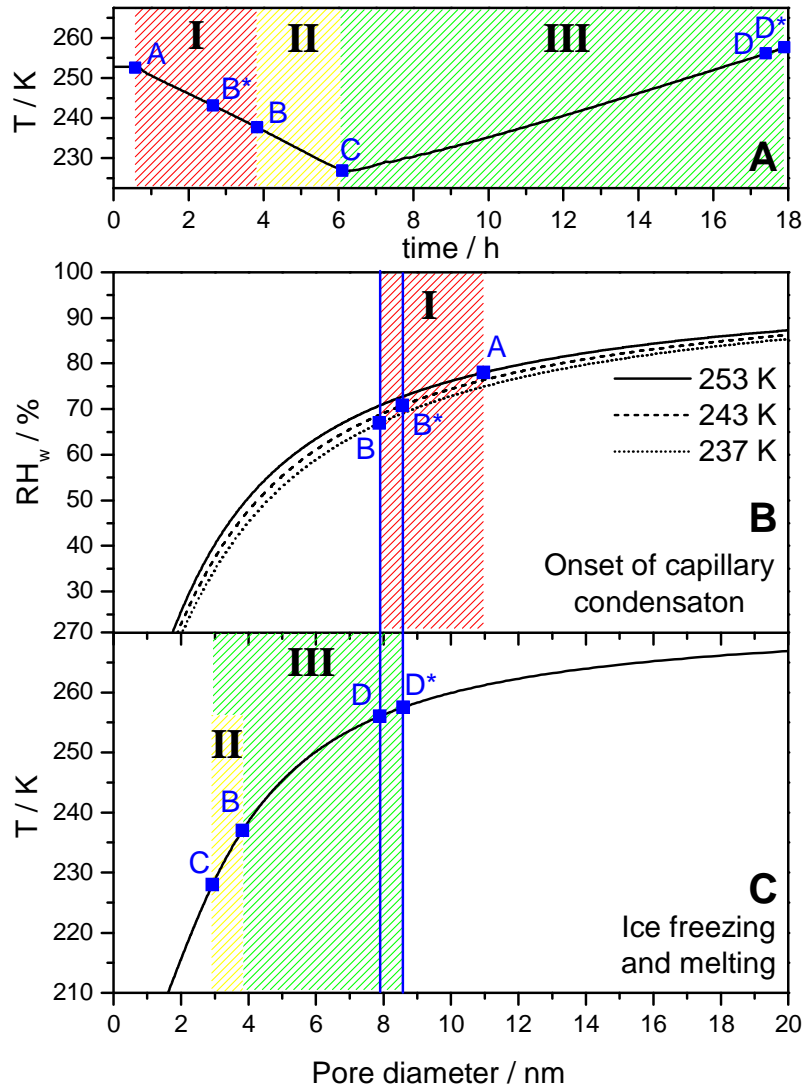 I II III D D*
260 A
250 B*
240 B
230 C A
T / K
0 2 4 6 8 10 12 14 16 18
time / h
100
90 I
80 A
70 253 K
60 B B* 243 K
50 237 K
40 B
30 Onset of capillary
condensaton
RHw / %
270
III D D*
260
250 II
240 B
230 C C
220 Ice freezing
and melting
210
T / K
0 2 4 6 8 10 12 14 16 18 20
Pore diameter / nm